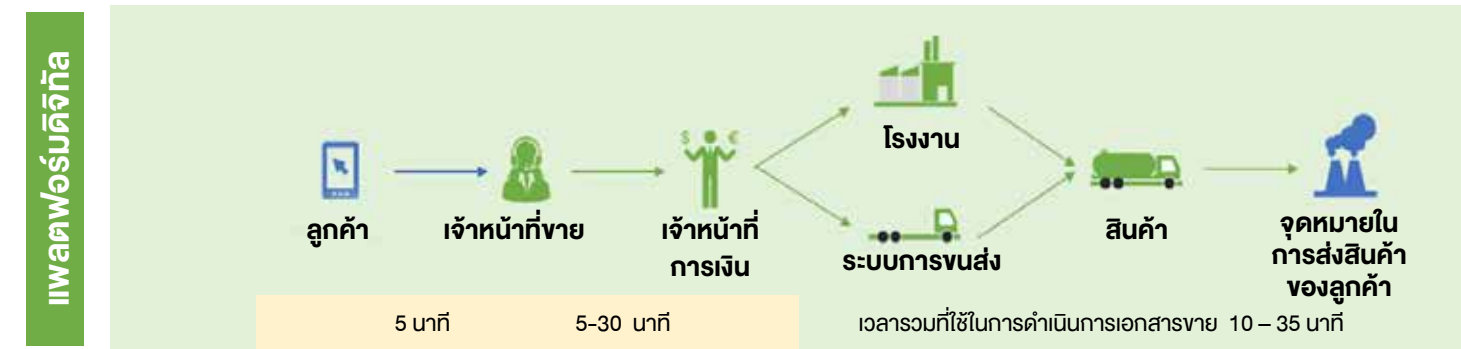 แพลตฟอร์มดิจิทัล
โรงงาน
$ €
ลูกค้า
เจ้าหน้าที่ขาย
เจ้าหน้าที่
การเงิน
ระบบการขนส่ง
สินค้า
จุดหมายใน
การส่งสินค้า
ของลูกค้า
5 นาที
5-30 นาที
เวลารวมที่ใช้ในการดำเนินการเอกสารขาย 10 – 35 นาที